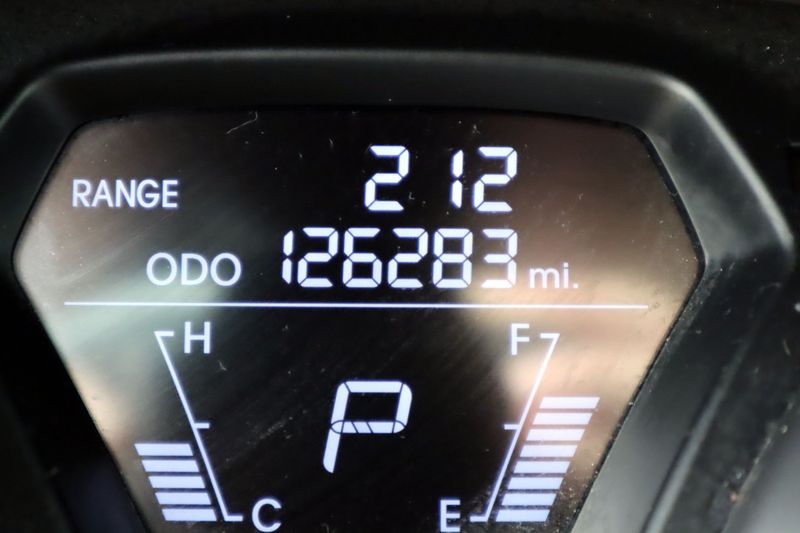 RANGE 212
ODO 126283 mi.
H F
P
C E